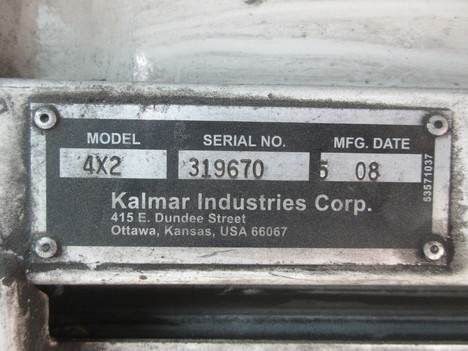 MODEL SERIAL NO. MFG. DATE
4X2 319670 5 08
Kalmar Industries Corp.
415 E. Dundee Street
Ottawa, Kansas, USA 66067
53571037